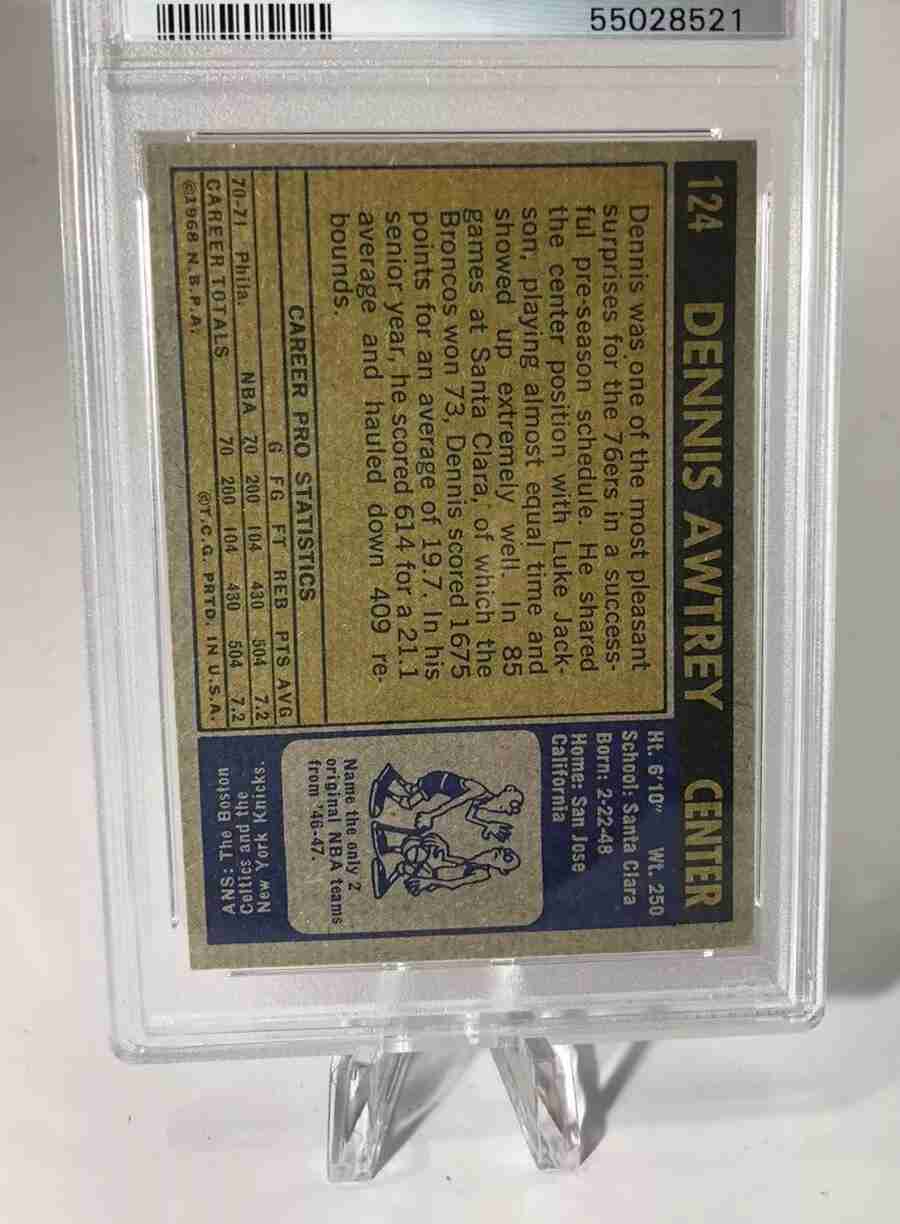 55028521
124 DENNIS AWTREY CENTER
Dennis was one of the most pleasant
surprises for the 76ers in a success-
ful pre-season schedule. He shared
the center position with Luke Jack-
son, playing almost equal time and
showed up extremely well. In 85
games at Santa Clara, of which the
Broncos won 73, Dennis scored 1675
points for an average of 19.7. In his
senior year, he scored 614 for a 21.1
average and hauled down 409 re-
bounds.
CAREER PRO STATISTICS
G FG FT REB PTS AVG
70-71 Phila. NBA 70 200 104 430 504 7.2
CAREER TOTALS 70 200 104 430 504 7.2
©1968 N.B.P.A. ©T.C.G. PRTD. IN U.S.A.
Ht. 6'10" Wt. 250
School: Santa Clara
Born: 2-22-48
Home: San Jose
California
Name the only 2
original NBA teams
from '46-47.
ANS: The Boston
Celtics and the
New York Knicks.